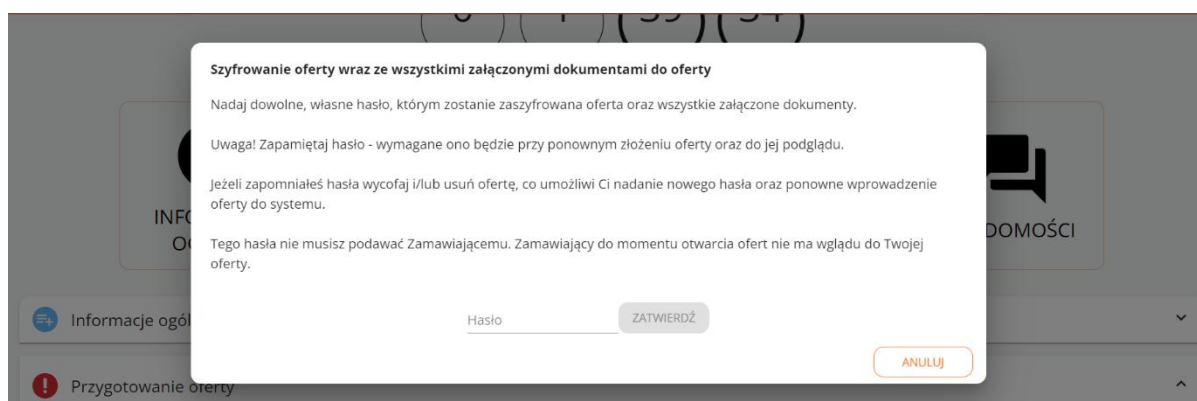 Szyfrowanie oferty wraz ze wszystkimi załączonymi dokumentami do oferty
Nadaj dowolne, własne hasło, którym zostanie zaszyfrowana oferta oraz wszystkie załączone dokumenty.
Uwaga! Zapamiętaj hasło - wymagane ono będzie przy ponownym złożeniu oferty oraz do jej podglądu.
Jeżeli zapomniałeś hasła wycofaj i/lub usuń ofertę, co umożliwi Ci nadanie nowego hasła oraz ponowne wprowadzenie
oferty do systemu.
Tego hasła nie musisz podawać Zamawiającemu. Zamawiający do momentu otwarcia ofert nie ma wglądu do Twojej
oferty.
Hasło
ZATWIERDŹ
ANULUJ
Informacje ogól
Przygotowanie oferty